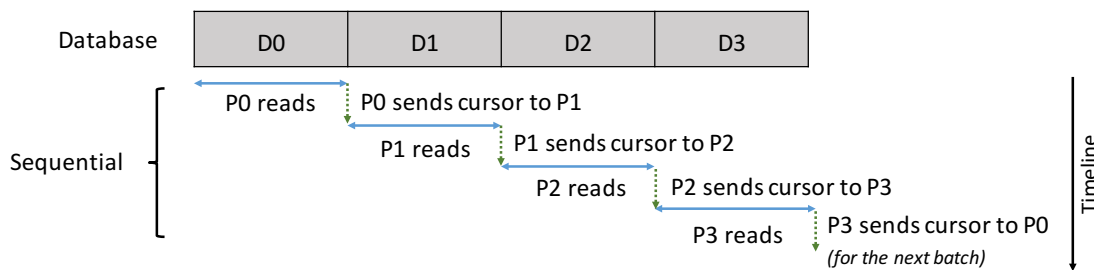 Database D0 D1 D2 D3
P0 reads P0 sends cursor to P1
P1 reads P1 sends cursor to P2
Sequential
P2 reads P2 sends cursor to P3
P3 reads P3 sends cursor to P0
(for the next batch)
Timeline